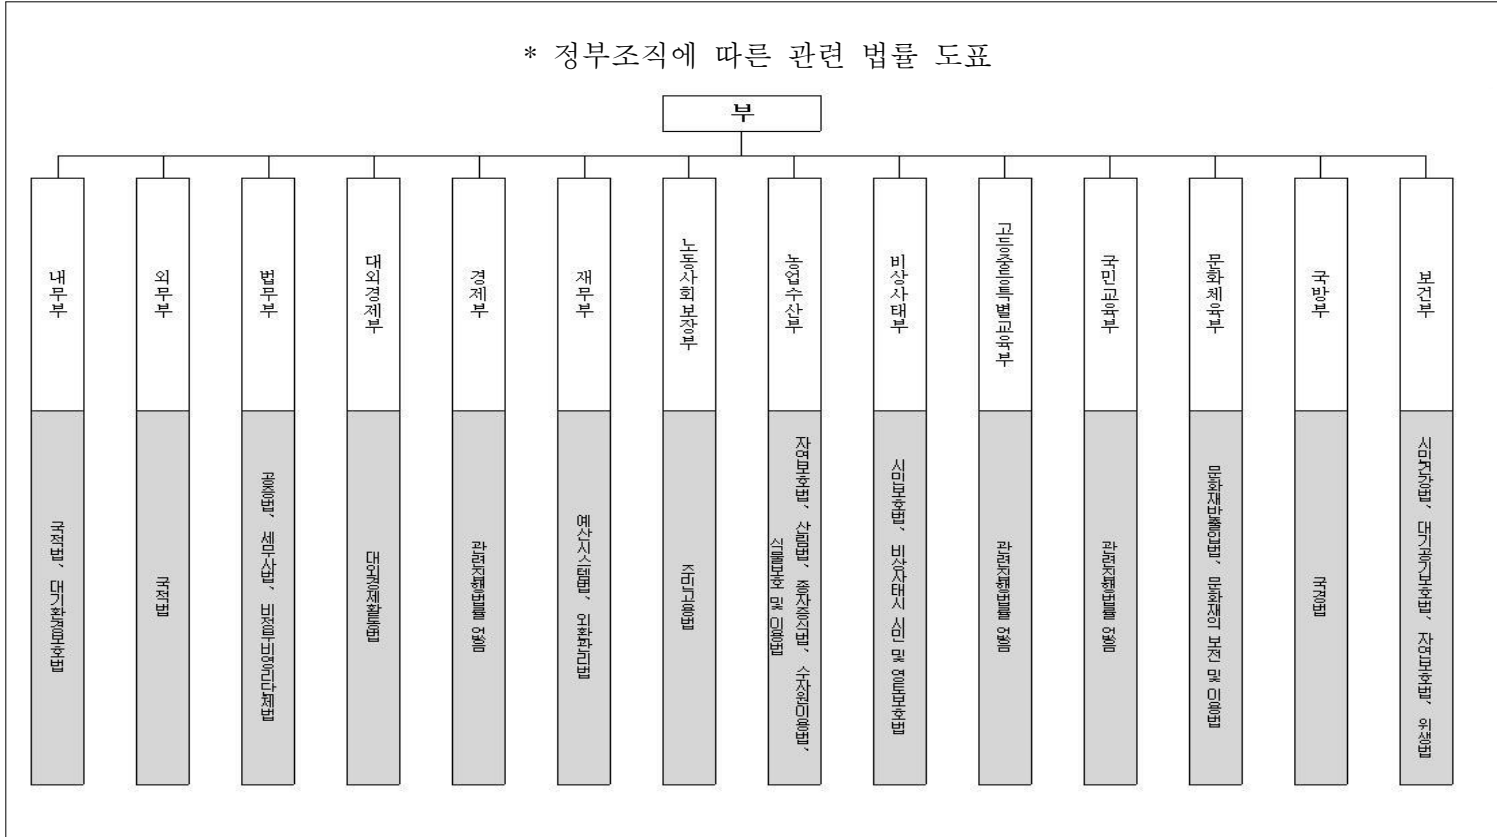 * 정부조직에 따른 관련 법률 도표
부
내무부
국적법, 대기환경보호법
외무부
국적법
법무부
공증법, 세무사법, 비정부비영리단체법
대외경제부
대외경제활동법
경제부
관련집행법률 없음
재무부
예산시스템법, 외환관리법
노동사회보장부
주민고용법
농업수산부
자연보호법, 산림법, 종자증식법, 수자원이용법,
식물보호 및 이용법
비상사태부
시민보호법, 비상사태시 시민 및 영토보호법
고등중등특별교육부
관련집행법률 없음
국민교육부
관련집행법률 없음
문화체육부
문화재반출입법, 문화재의 보전 및 이용법
국방부
국경법
보건부
시민건강법, 대기공기보호법, 자연보호법, 위생법